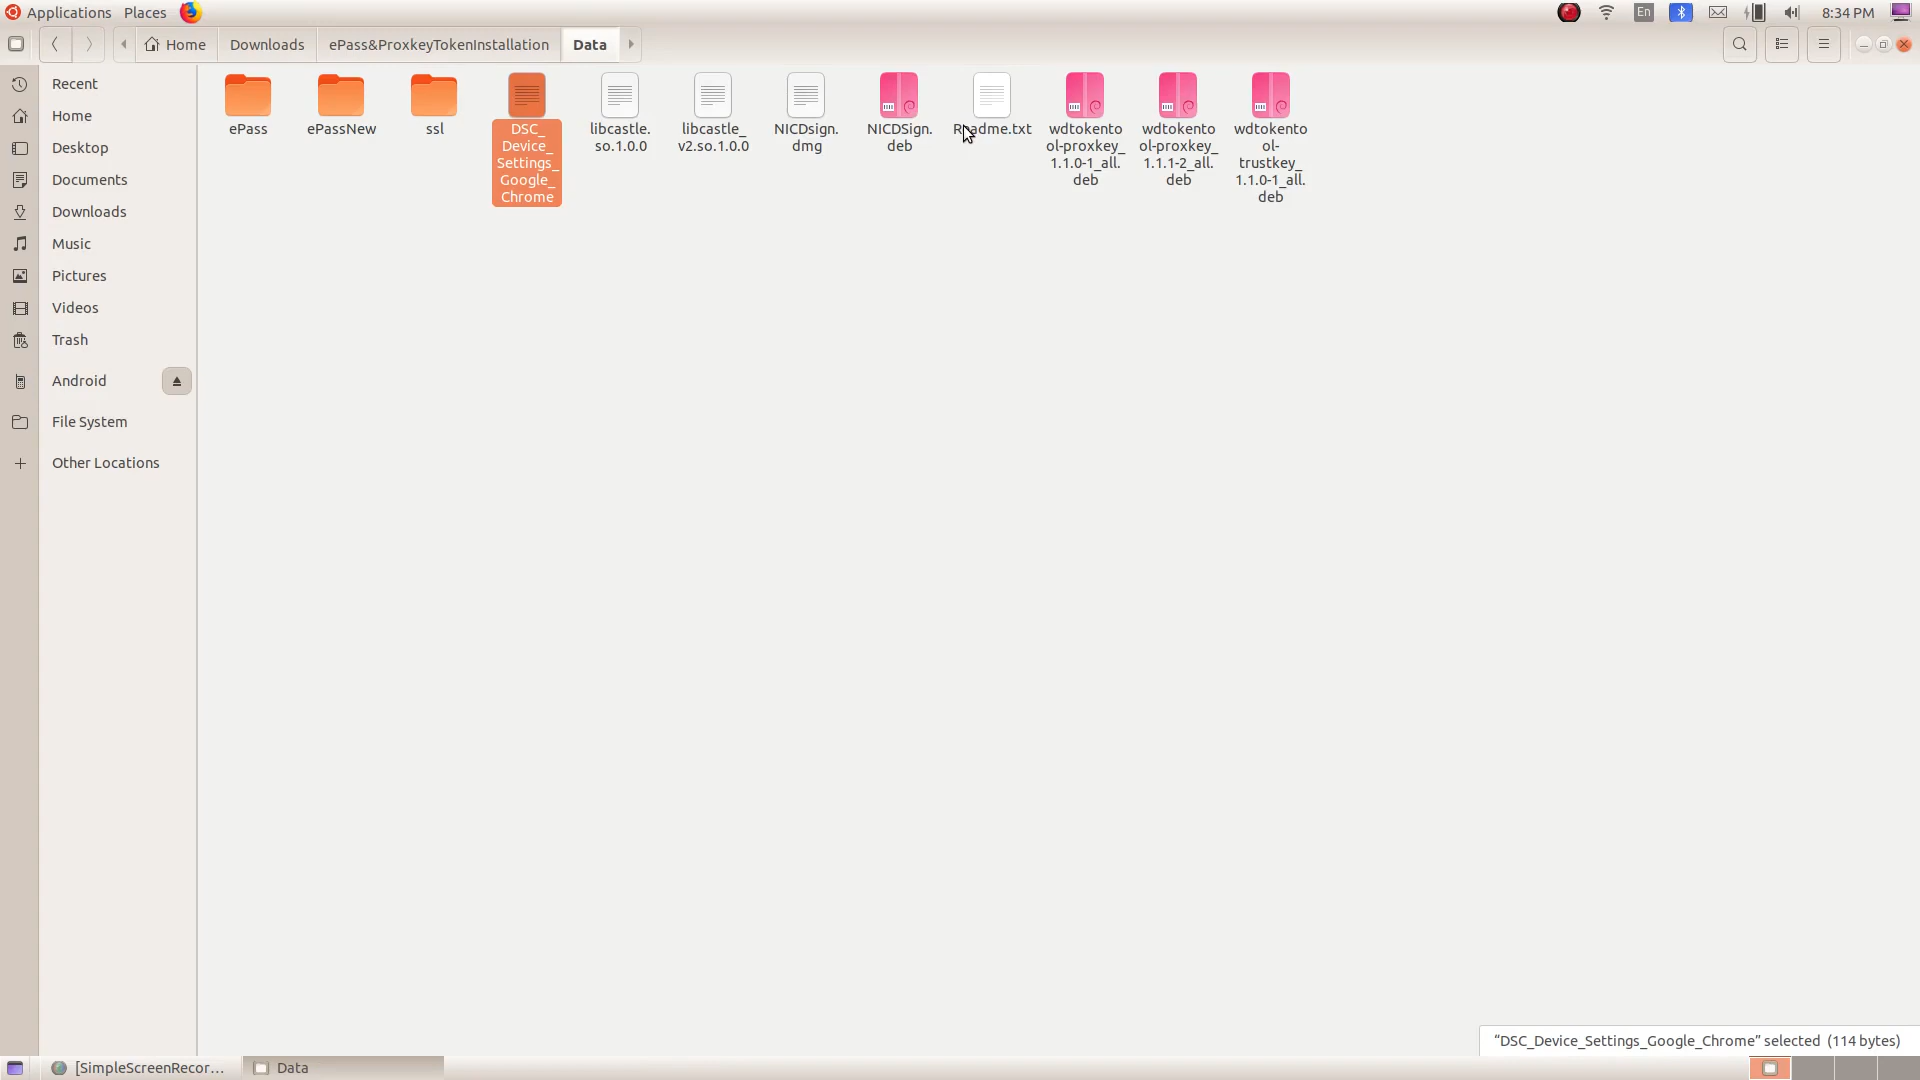 Applications Places
En
8:34 PM
Home
Downloads
ePass&ProxkeyTokenInstallation
Data
Recent
Home
Desktop
Documents
Downloads
Music
Pictures
Videos
Trash
Android
File System
Other Locations
ePass
ePassNew
ssl
DSC_
Device_
Settings_
Google_
Chrome
libcastle.
so.1.0.0
libcastle_
v2.so.1.0.0
NICDsign.
dmg
NICDSign.
deb
Readme.txt
wdtokento
ol-proxkey_
1.1.0-1_all.
deb
wdtokento
ol-proxkey_
1.1.1-2_all.
deb
wdtokento
ol-
trustkey_
1.1.0-1_all.
deb
“DSC_Device_Settings_Google_Chrome” selected (114 bytes)
[SimpleScreenRecor...
Data